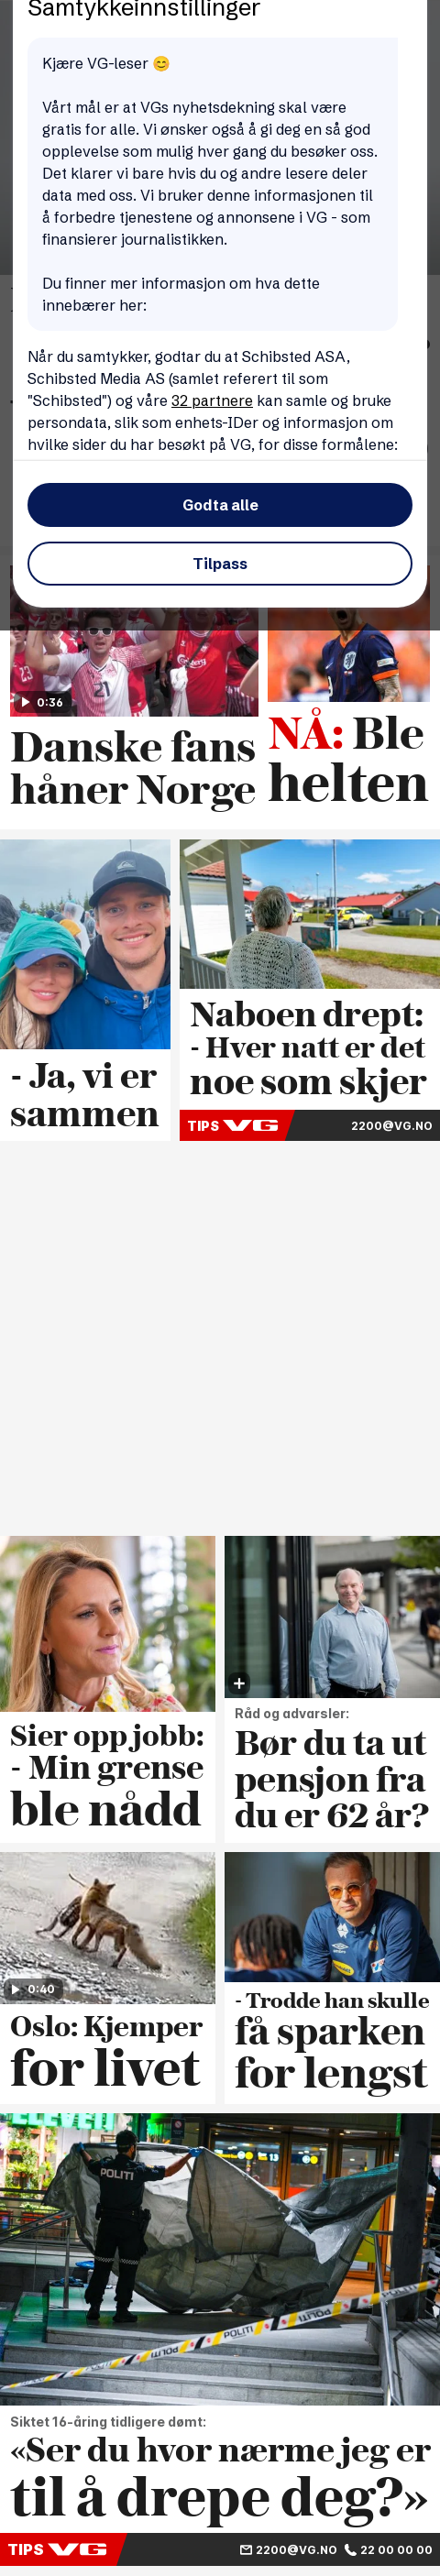 Samtykkeinnstillinger
Kjære VG-leser 😊
Vårt mål er at VGs nyhetsdekning skal være
gratis for alle. Vi ønsker også å gi deg en så god
opplevelse som mulig hver gang du besøker oss.
Det klarer vi bare hvis du og andre lesere deler
data med oss. Vi bruker denne informasjonen til
å forbedre tjenestene og annonsene i VG - som
finansierer journalistikken.
Du finner mer informasjon om hva dette
innebærer her:
Når du samtykker, godtar du at Schibsted ASA,
Schibsted Media AS (samlet referert til som
"Schibsted") og våre 32 partnere kan samle og bruke
persondata, slik som enhets-IDer og informasjon om
hvilke sider du har besøkt på VG, for disse formålene:
Godta alle
Tilpass
21
0:36
Danske fans
håner Norge
NÅ: Ble
helten
- Ja, vi er
sammen
Naboen drept:
- Hver natt er det
noe som skjer
TIPS VG 2200@VG.NO
Sier opp jobb:
- Min grense
ble nådd
Råd og advarsler:
Bør du ta ut
pensjon fra
du er 62 år?
0:40
Oslo: Kjemper
for livet
- Trodde han skulle
få sparken
for lengst
POLITI
POLITI
POLITI
Siktet 16-åring tidligere dømt:
«Ser du hvor nærme jeg er
til å drepe deg?»
TIPS VG 2200@VG.NO 22 00 00 00